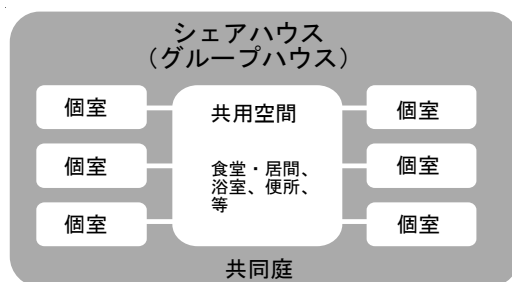 シェアハウス
（グループハウス）
個室
個室
個室
共用空間
食堂・居間、
浴室、便所、
等
個室
個室
個室
共同庭